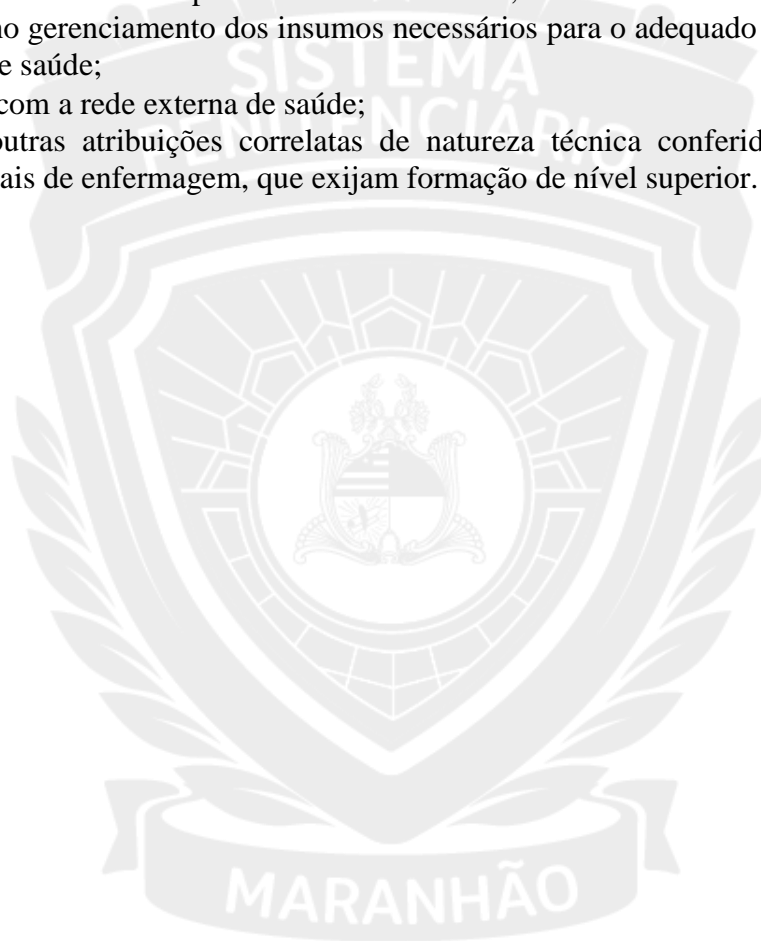 no gerenciamento dos insumos necessários para o adequado
e saúde;
com a rede externa de saúde;
outras atribuições correlatas de natureza técnica conferid
ais de enfermagem, que exijam formação de nível superior.
SISTEMA
PENITENCIÁRIO
MARANHÃO